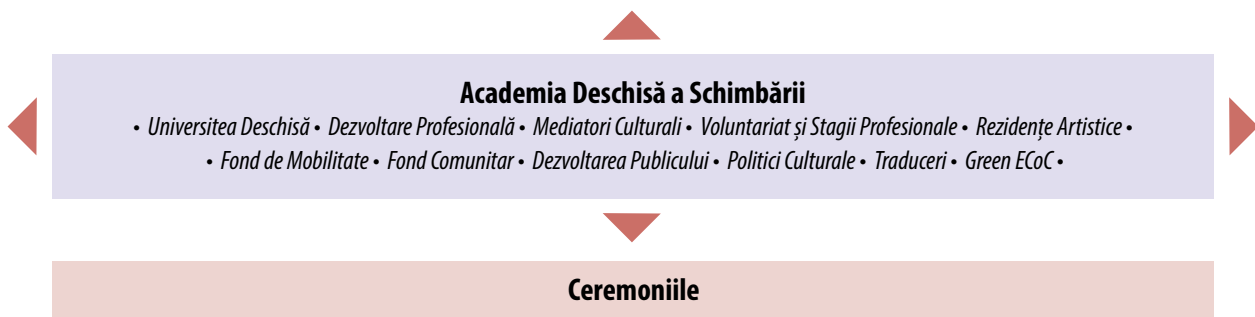 Academia Deschisă a Schimbării
• Universitea Deschisă • Dezvoltare Profesională • Mediatori Culturali • Voluntariat și Stagii Profesionale • Rezidențe Artistice •
• Fond de Mobilitate • Fond Comunitar • Dezvoltarea Publicului • Politici Culturale • Traduceri • Green ECoC •
Ceremoniile